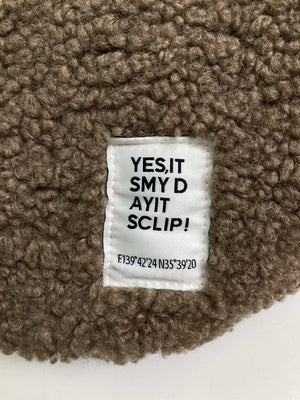 YES,IT
SMY D
AYIT
SCLIP!
E139°42'24 N35°39'20